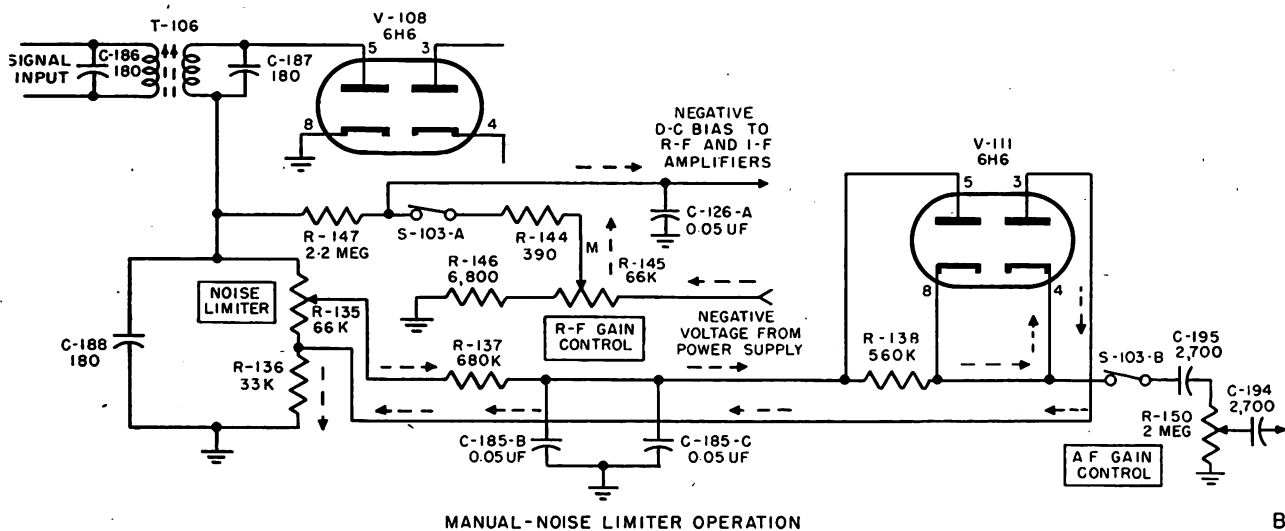 T-106
V-108
6H6
5
3
SIGNAL
INPUT
C-186
180
C-187
180
8
4
NEGATIVE
D-C BIAS TO
R-F AND I-F
AMPLIFIERS
V-111
6H6
5
3
8
4
R-147
2.2 MEG
S-103-A
R-144
390
M
C-126-A
0.05 UF
R-146
6,800
R-145
66K
NOISE
LIMITER
R-135
66K
R-F GAIN
CONTROL
NEGATIVE
VOLTAGE FROM
POWER SUPPLY
C-188
180
R-136
33K
R-137
680K
R-138
560K
S-103-B
C-195
2,700
C-194
2,700
R-150
2 MEG
C-185-B
0.05UF
C-185-C
0.05UF
A F GAIN
CONTROL
MANUAL-NOISE LIMITER OPERATION
B